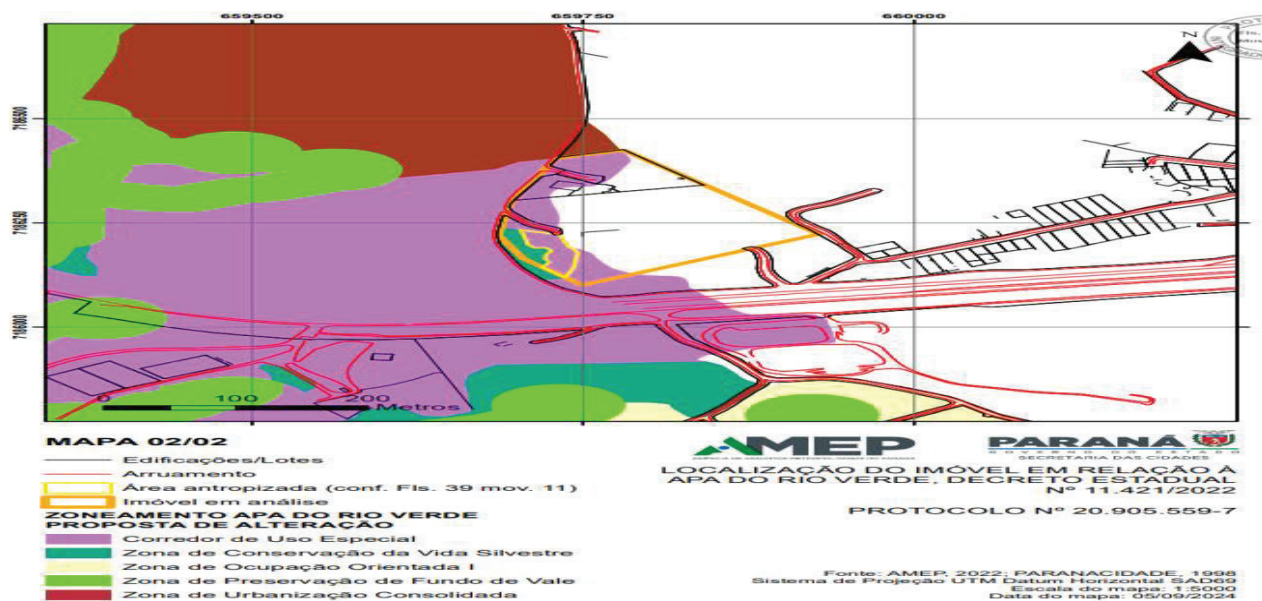 659500 659750 660000
N
7186500
7186250
7186000
0 100 200
Metros
MAPA 02/02
Edificações/Lotes
Arruamento
Área antropizada (conf. Fls. 39 mov. 11)
Imóvel em análise
ZONEAMENTO APA DO RIO VERDE
PROPOSTA DE ALTERAÇÃO
Corredor de Uso Especial
Zona de Conservação da Vida Silvestre
Zona de Ocupação Orientada I
Zona de Preservação de Fundo de Vale
Zona de Urbanização Consolidada
AMEP
PARANÁ
GOVERNO DO ESTADO
SECRETARIA DAS CIDADES
LOCALIZAÇÃO DO IMÓVEL EM RELAÇÃO À
APA DO RIO VERDE, DECRETO ESTADUAL
Nº 11.421/2022
PROTOCOLO Nº 20.905.559-7
Fonte: AMEP, 2022; PARANACIDADE, 1998
Sistema de Projeção: UTM Datum Horizontal SAD69
Escala do mapa: 1:5000
Data do mapa: 05/09/2024